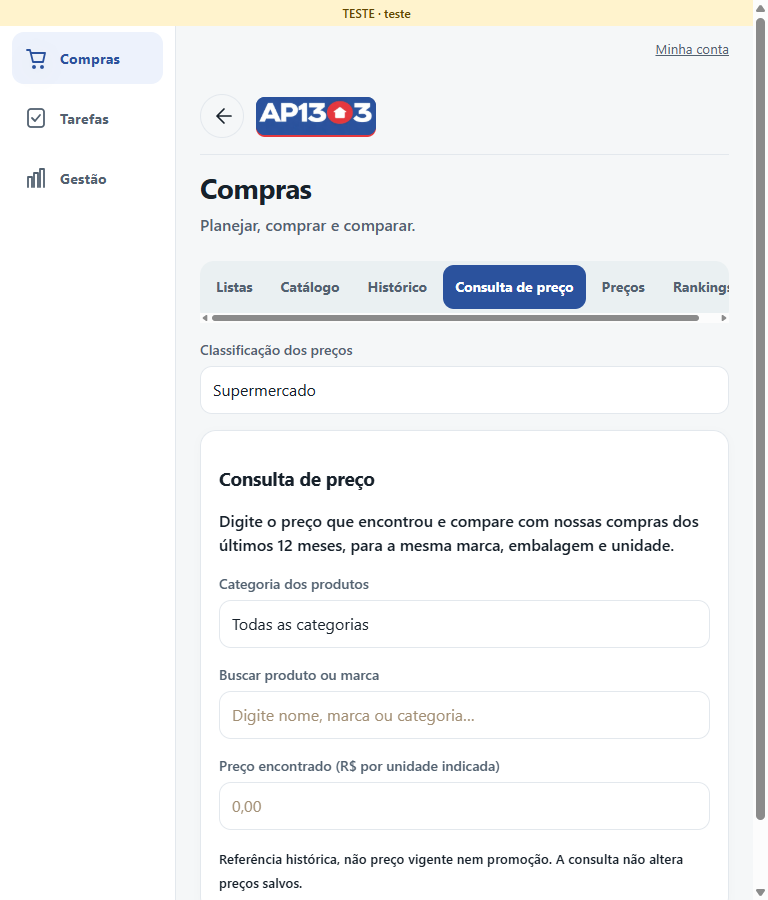 TESTE · teste
Compras
Tarefas
Gestão
Minha conta
AP1303
Compras
Planejar, comprar e comparar.
Listas Catálogo Histórico Consulta de preço Preços Rankings
Classificação dos preços
Supermercado
Consulta de preço
Digite o preço que encontrou e compare com nossas compras dos
últimos 12 meses, para a mesma marca, embalagem e unidade.
Categoria dos produtos
Todas as categorias
Buscar produto ou marca
Digite nome, marca ou categoria...
Preço encontrado (R$ por unidade indicada)
0,00
Referência histórica, não preço vigente nem promoção. A consulta não altera
preços salvos.